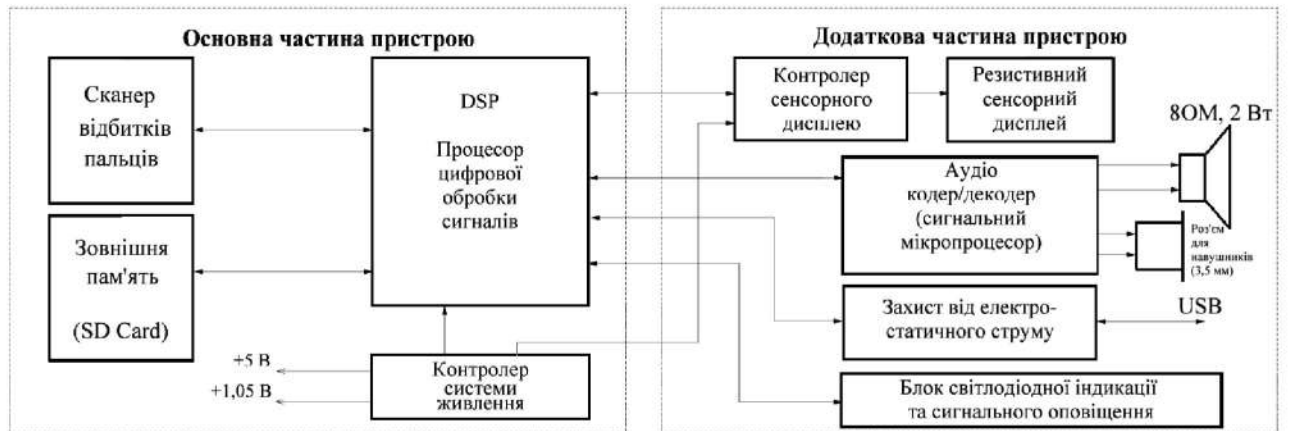 Основна частина пристрою
Сканер
відбитків
пальців
Зовнішня
пам'ять
(SD Card)
DSP
Процесор
цифрової
обробки
сигналів
+5 В
+1,05 В
Контролер
системи
живлення
Додаткова частина пристрою
Контролер
сенсорного
дисплею
Резистивний
сенсорний
дисплей
8ОМ, 2 Вт
Аудіо
кодер/декодер
(сигнальний
мікропроцесор)
Роз'єм
для
навушників
(3,5 мм)
Захист від електро-
статичного струму
USB
Блок світлодіодної індикації
та сигнального оповіщення